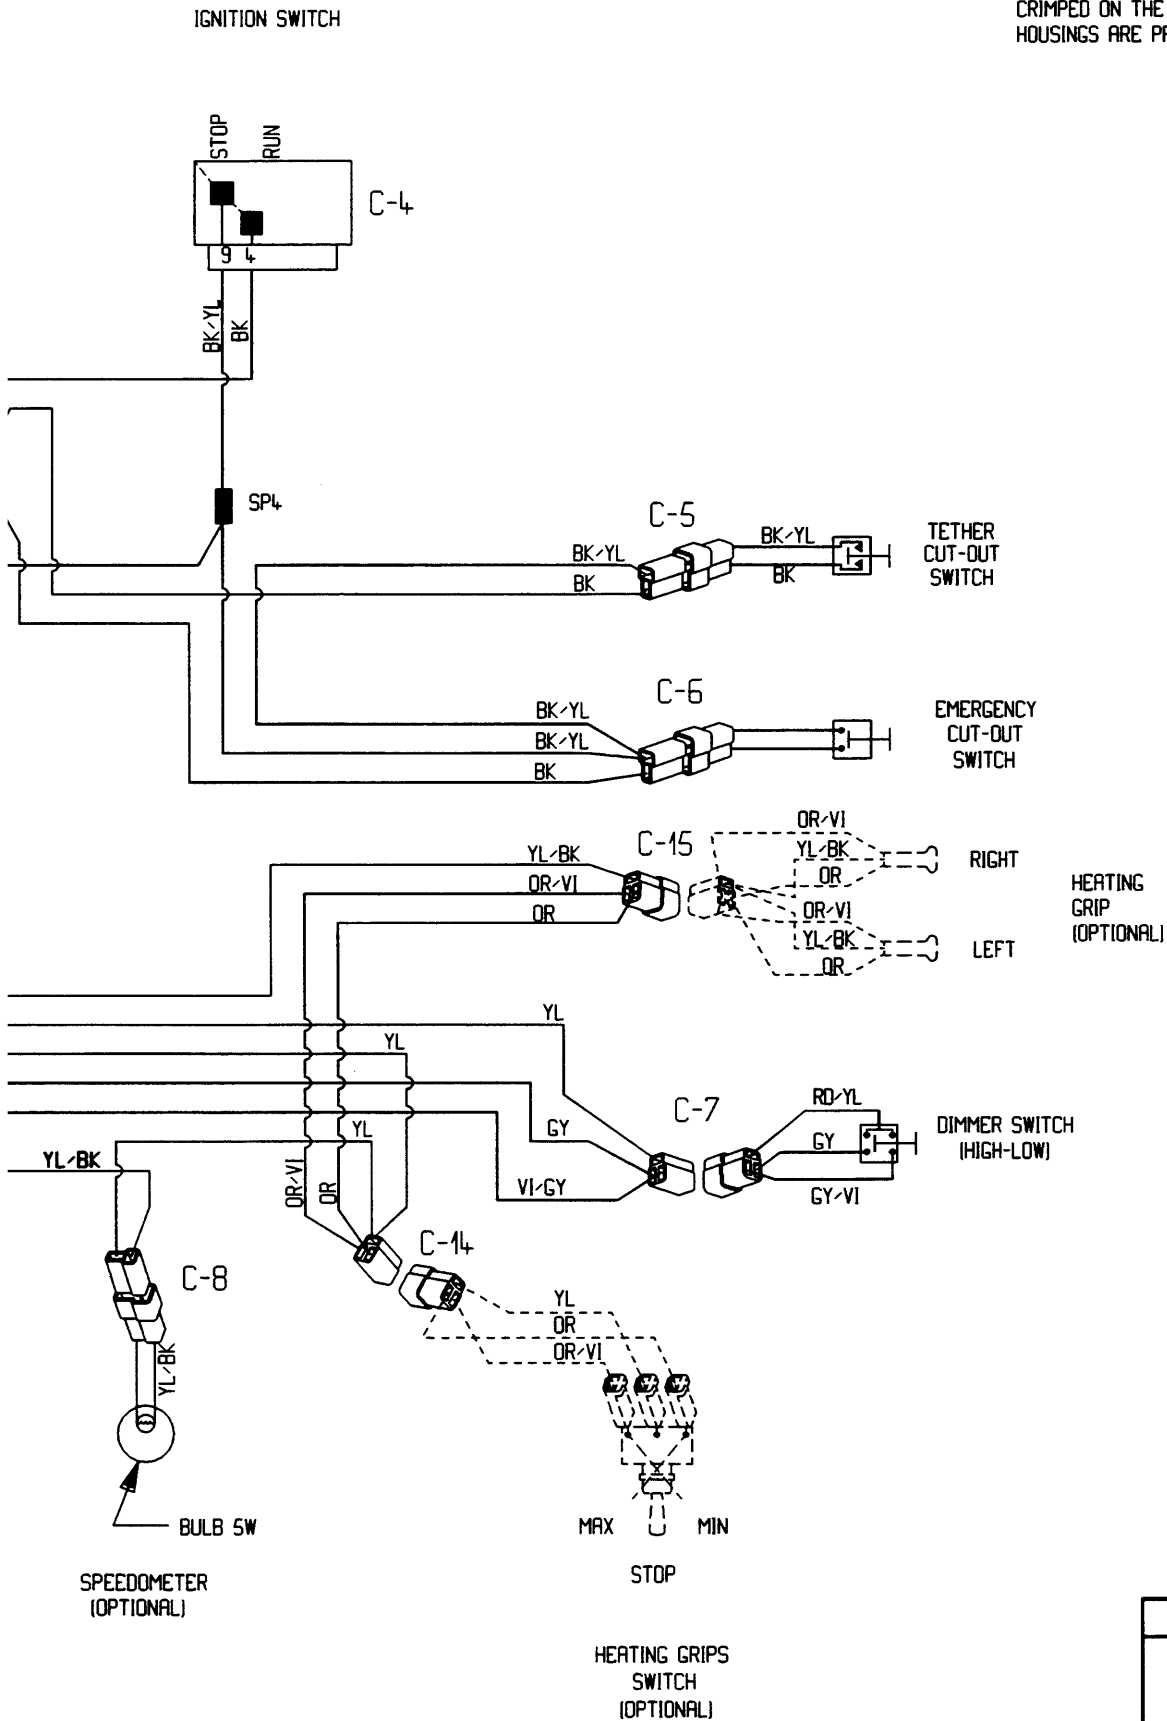 IGNITION SWITCH
CRIMPED ON THE
HOUSINGS ARE PR
STOP
RUN
C-4
9 4
BK/YL
BK
SP4
C-5
BK/YL
BK/YL
BK
BK
TETHER
CUT-OUT
SWITCH
C-6
BK/YL
BK/YL
BK
EMERGENCY
CUT-OUT
SWITCH
C-15
YL/BK
OR/VI
OR
OR/VI
YL/BK
OR
RIGHT
OR/VI
YL/BK
OR
LEFT
HEATING
GRIP
(OPTIONAL)
YL
YL
C-7
GY
VI/GY
RD/YL
GY
GY/VI
DIMMER SWITCH
(HIGH-LOW)
YL
YL/BK
OR/VI
OR
C-14
C-8
YL/BK
YL
OR
OR/VI
BULB 5W
MAX
MIN
STOP
SPEEDOMETER
(OPTIONAL)
HEATING GRIPS
SWITCH
(OPTIONAL)